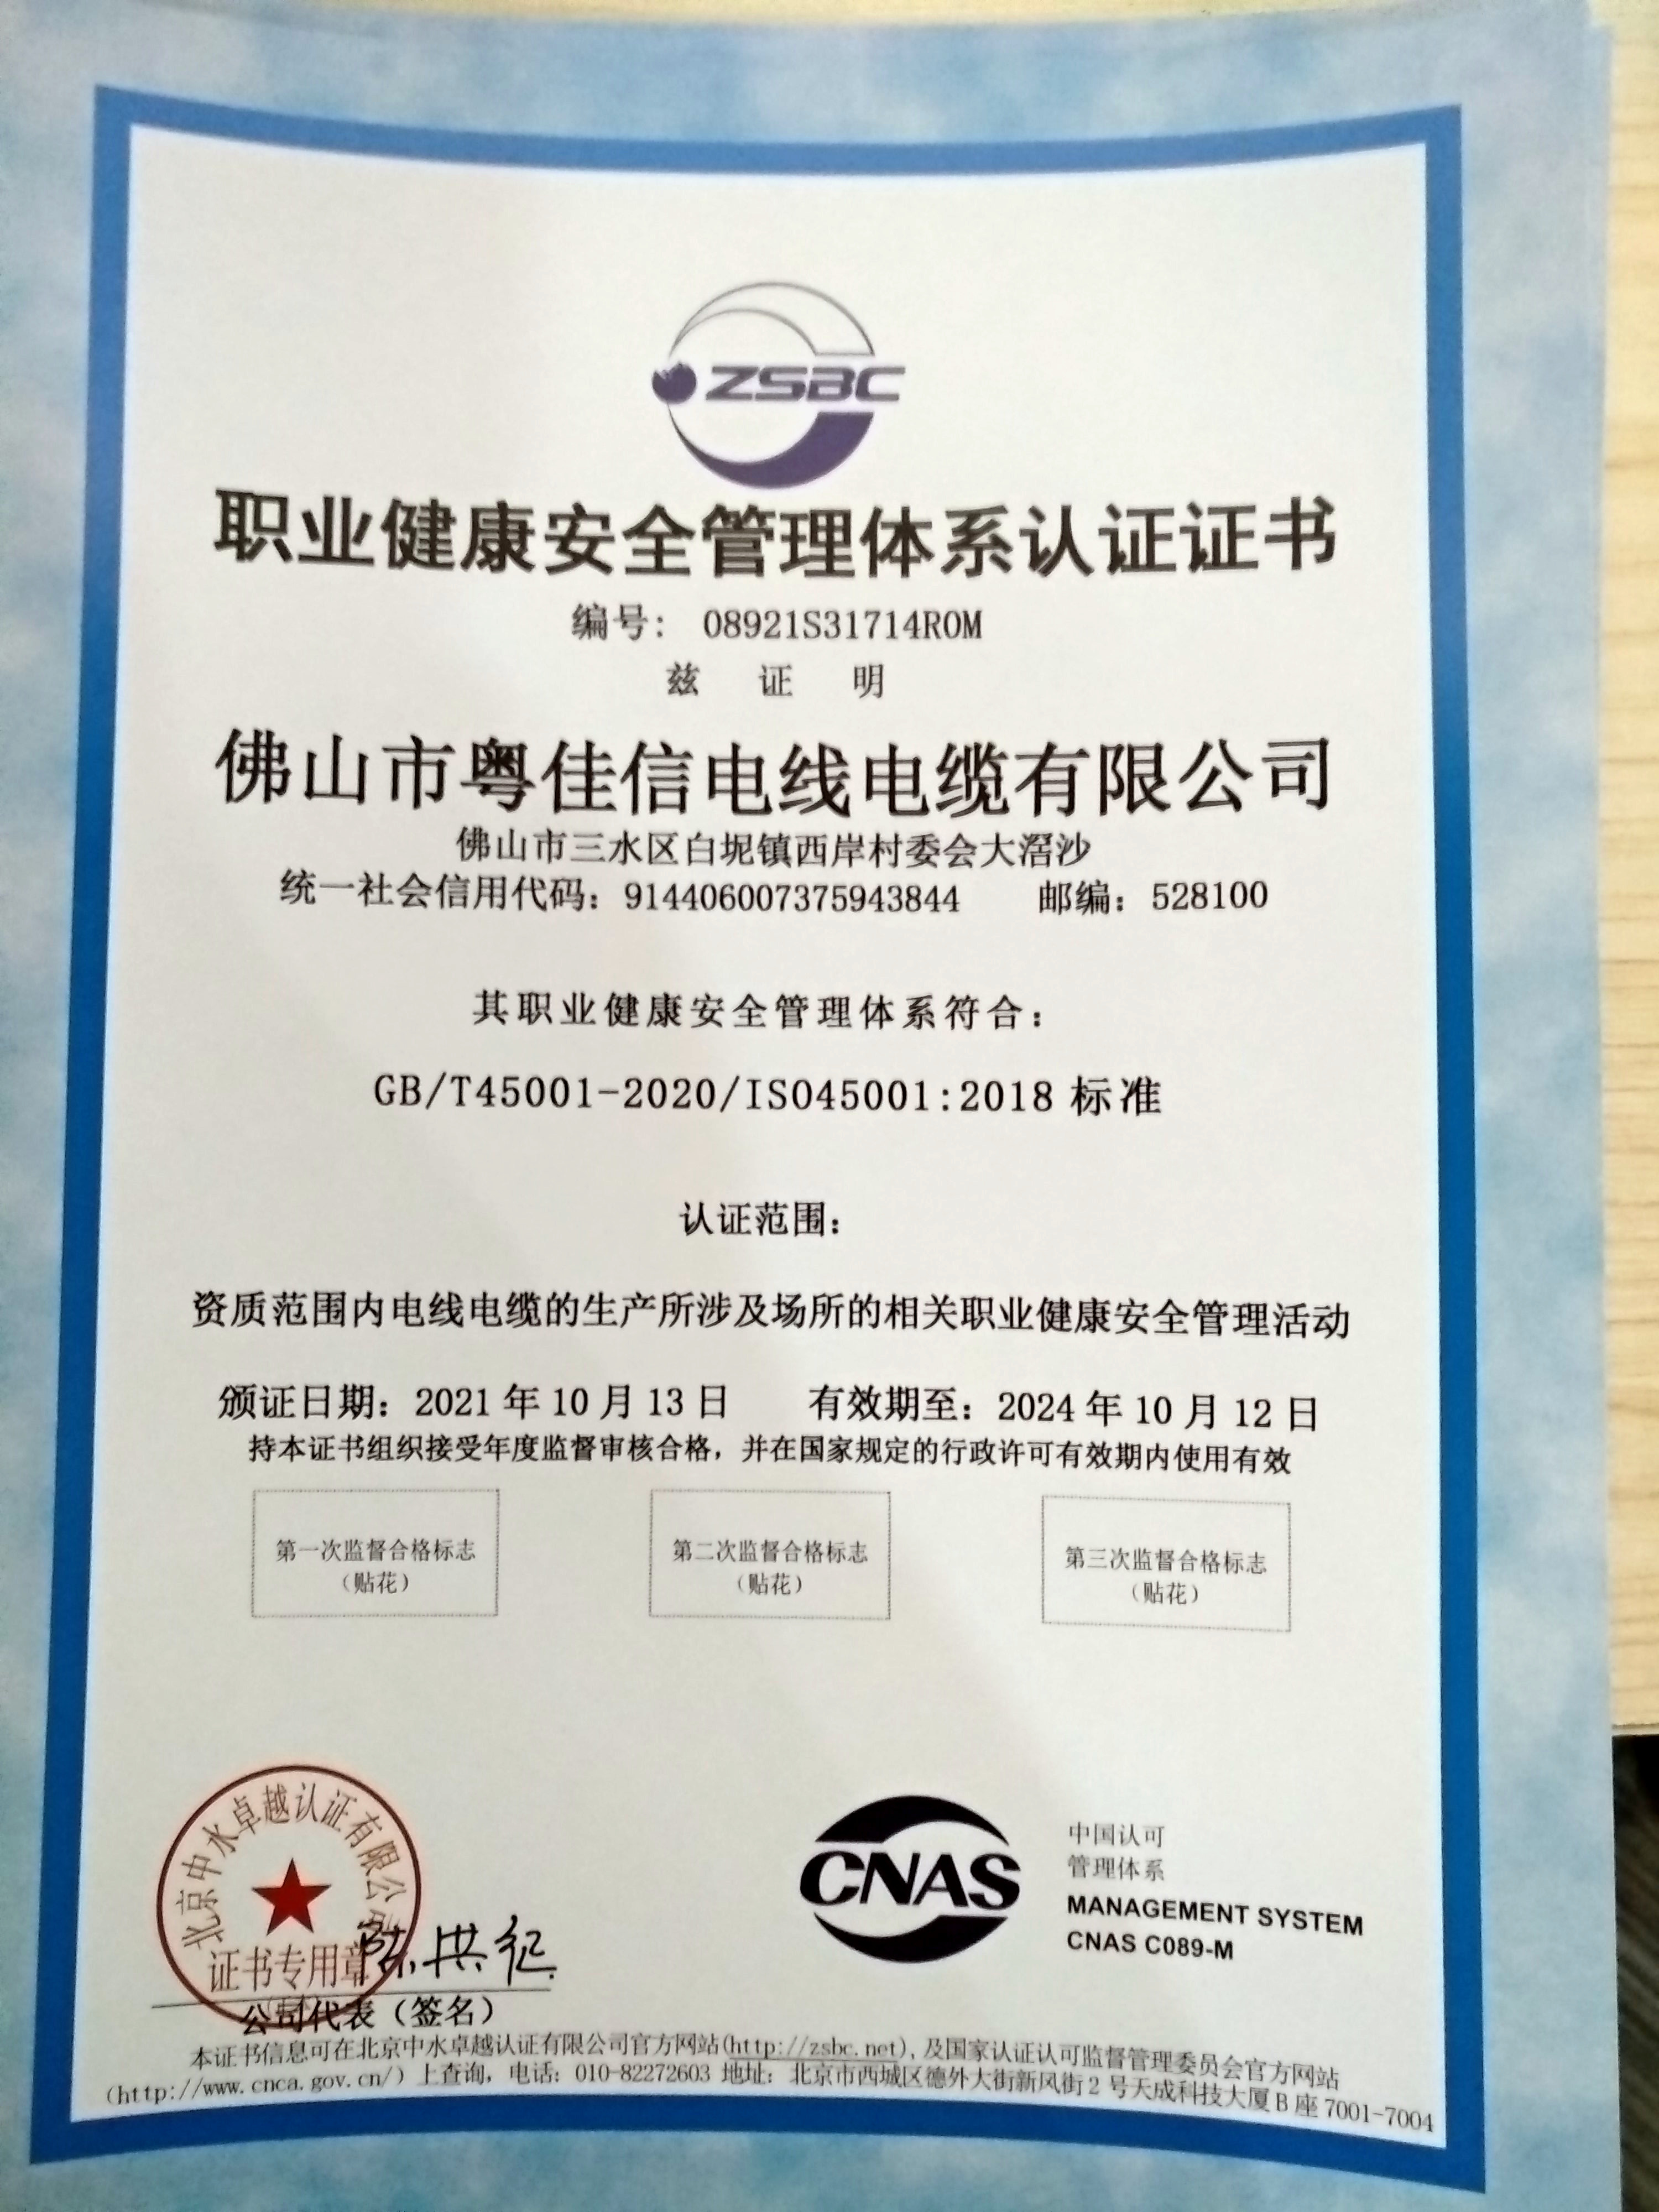 ZSBC
职业健康安全管理体系认证证书
编号： 08921S31714R0M
兹 证 明
佛山市粤佳信电线电缆有限公司
佛山市三水区白坭镇西岸村委会大滘沙
统一社会信用代码：914406007375943844 邮编：528100
其职业健康安全管理体系符合：
GB/T45001-2020/ISO45001:2018 标准
认证范围：
资质范围内电线电缆的生产所涉及场所的相关职业健康安全管理活动
颁证日期：2021 年 10 月 13 日 有效期至：2024 年 10 月 12 日
持本证书组织接受年度监督审核合格，并在国家规定的行政许可有效期内使用有效
第一次监督合格标志
（贴花）
第二次监督合格标志
（贴花）
第三次监督合格标志
（贴花）
北京中水卓越认证有限公司
证书专用章
公司代表（签名）
CNAS
中国认可
管理体系
MANAGEMENT SYSTEM
CNAS C089-M
本证书信息可在北京中水卓越认证有限公司官方网站(http://zsbc.net)，及国家认证认可监督管理委员会官方网站
（http://www.cnca.gov.cn/）上查询，电话：010-82272603 地址：北京市西城区德外大街新风街 2 号天成科技大厦 B 座 7001-7004